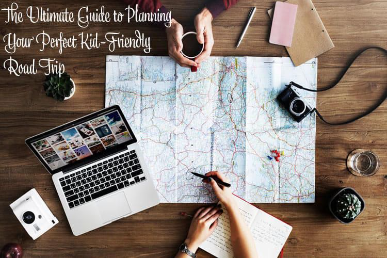 The Ultimate Guide to Planning
Your Perfect Kid-Friendly
Road Trip